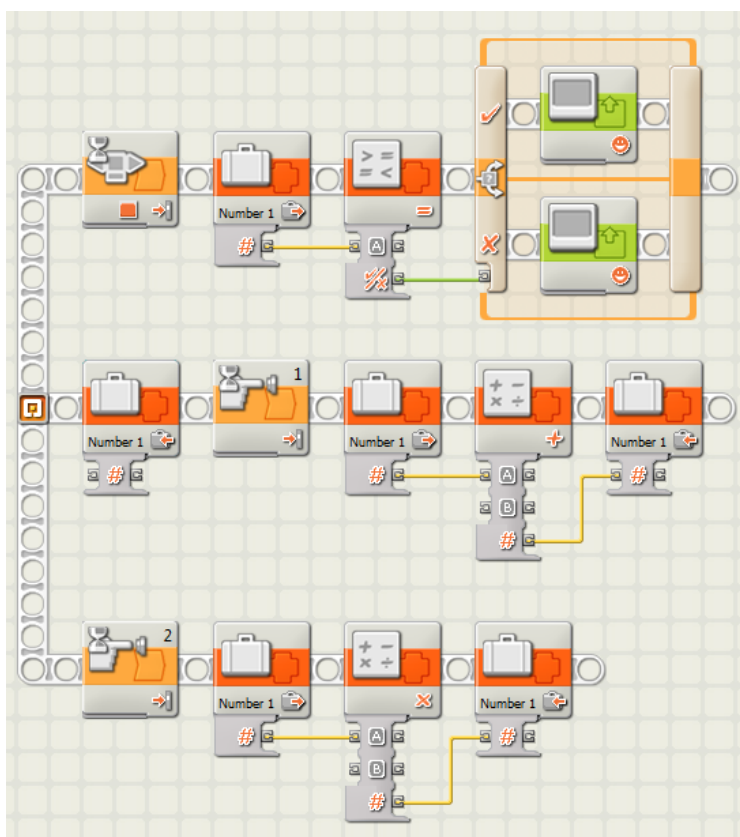 > =
= <
Number 1
=
#
A
Number 1
1
Number 1
+ −
× ÷
+
Number 1
#
#
A
B
#
#
2
Number 1
+ −
× ÷
×
Number 1
#
A
B
#
#